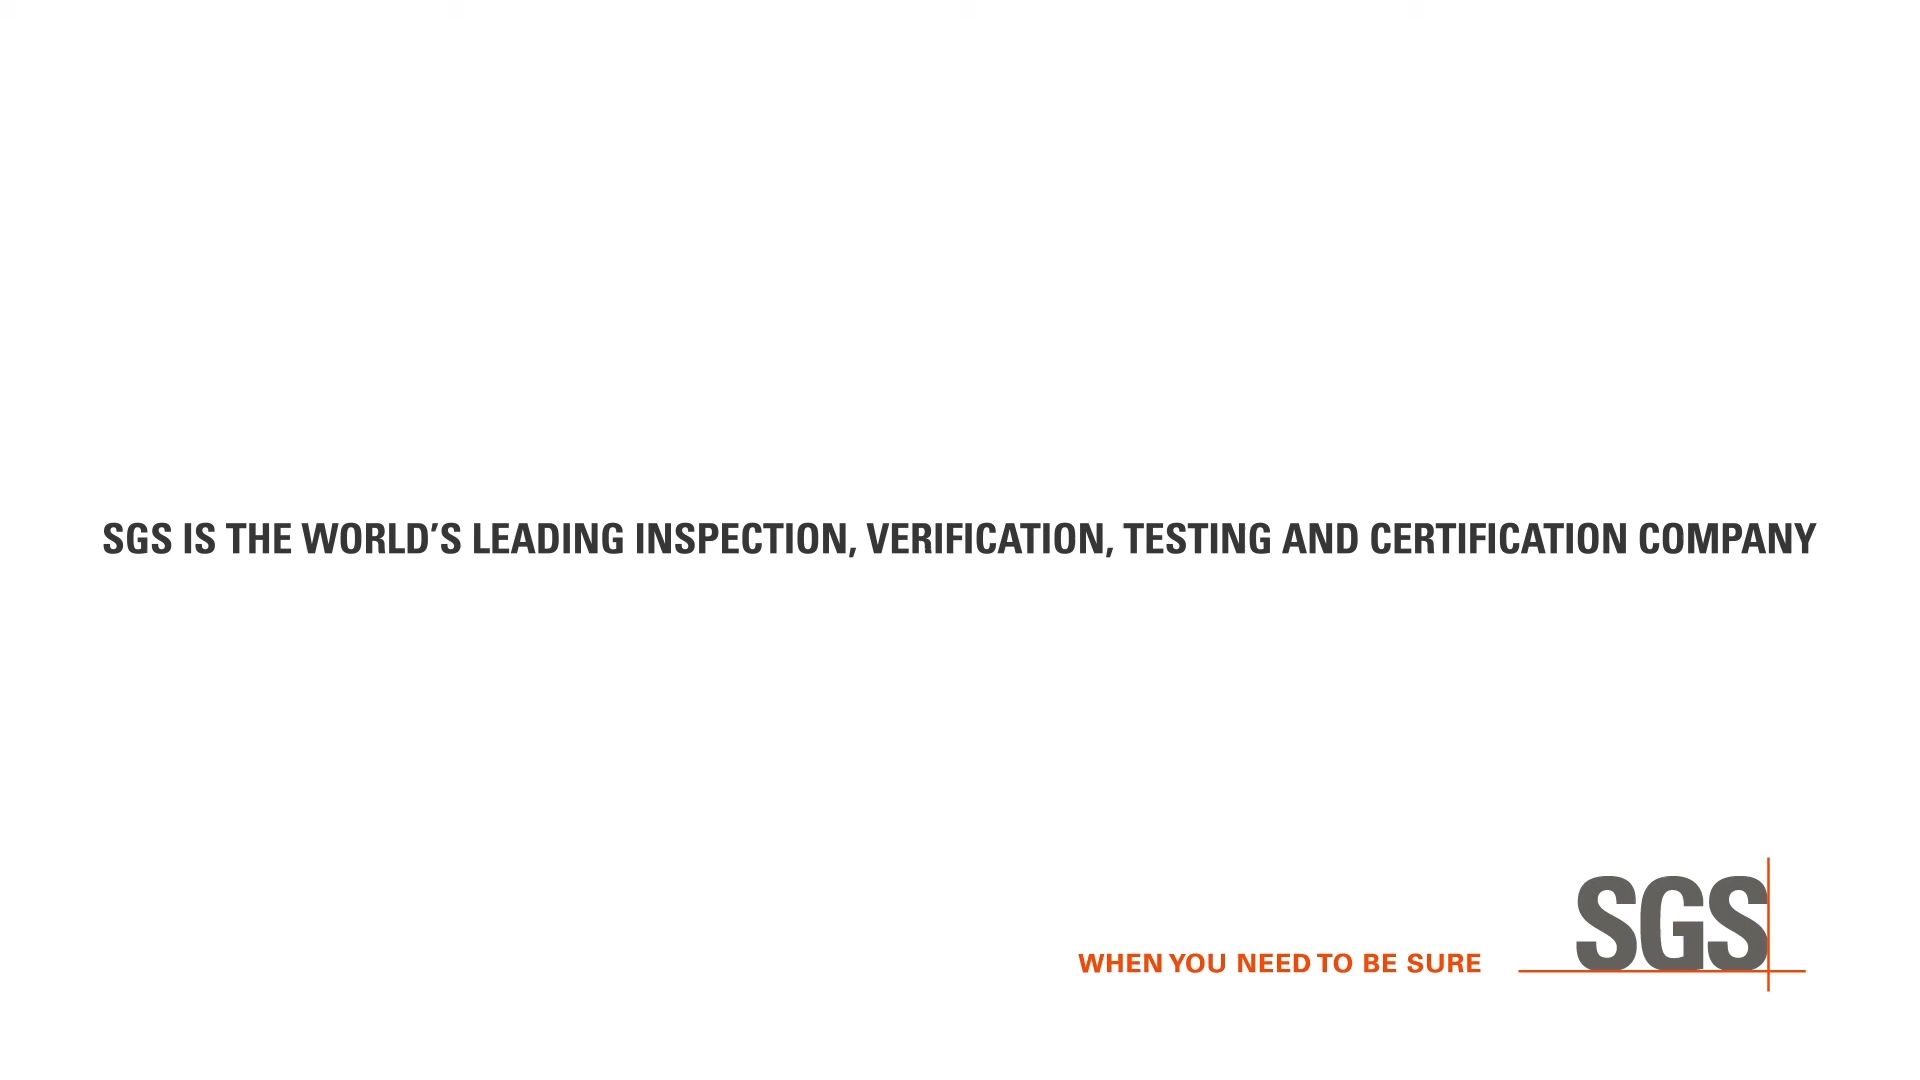 SGS IS THE WORLD’S LEADING INSPECTION, VERIFICATION, TESTING AND CERTIFICATION COMPANY
WHEN YOU NEED TO BE SURE
SGS